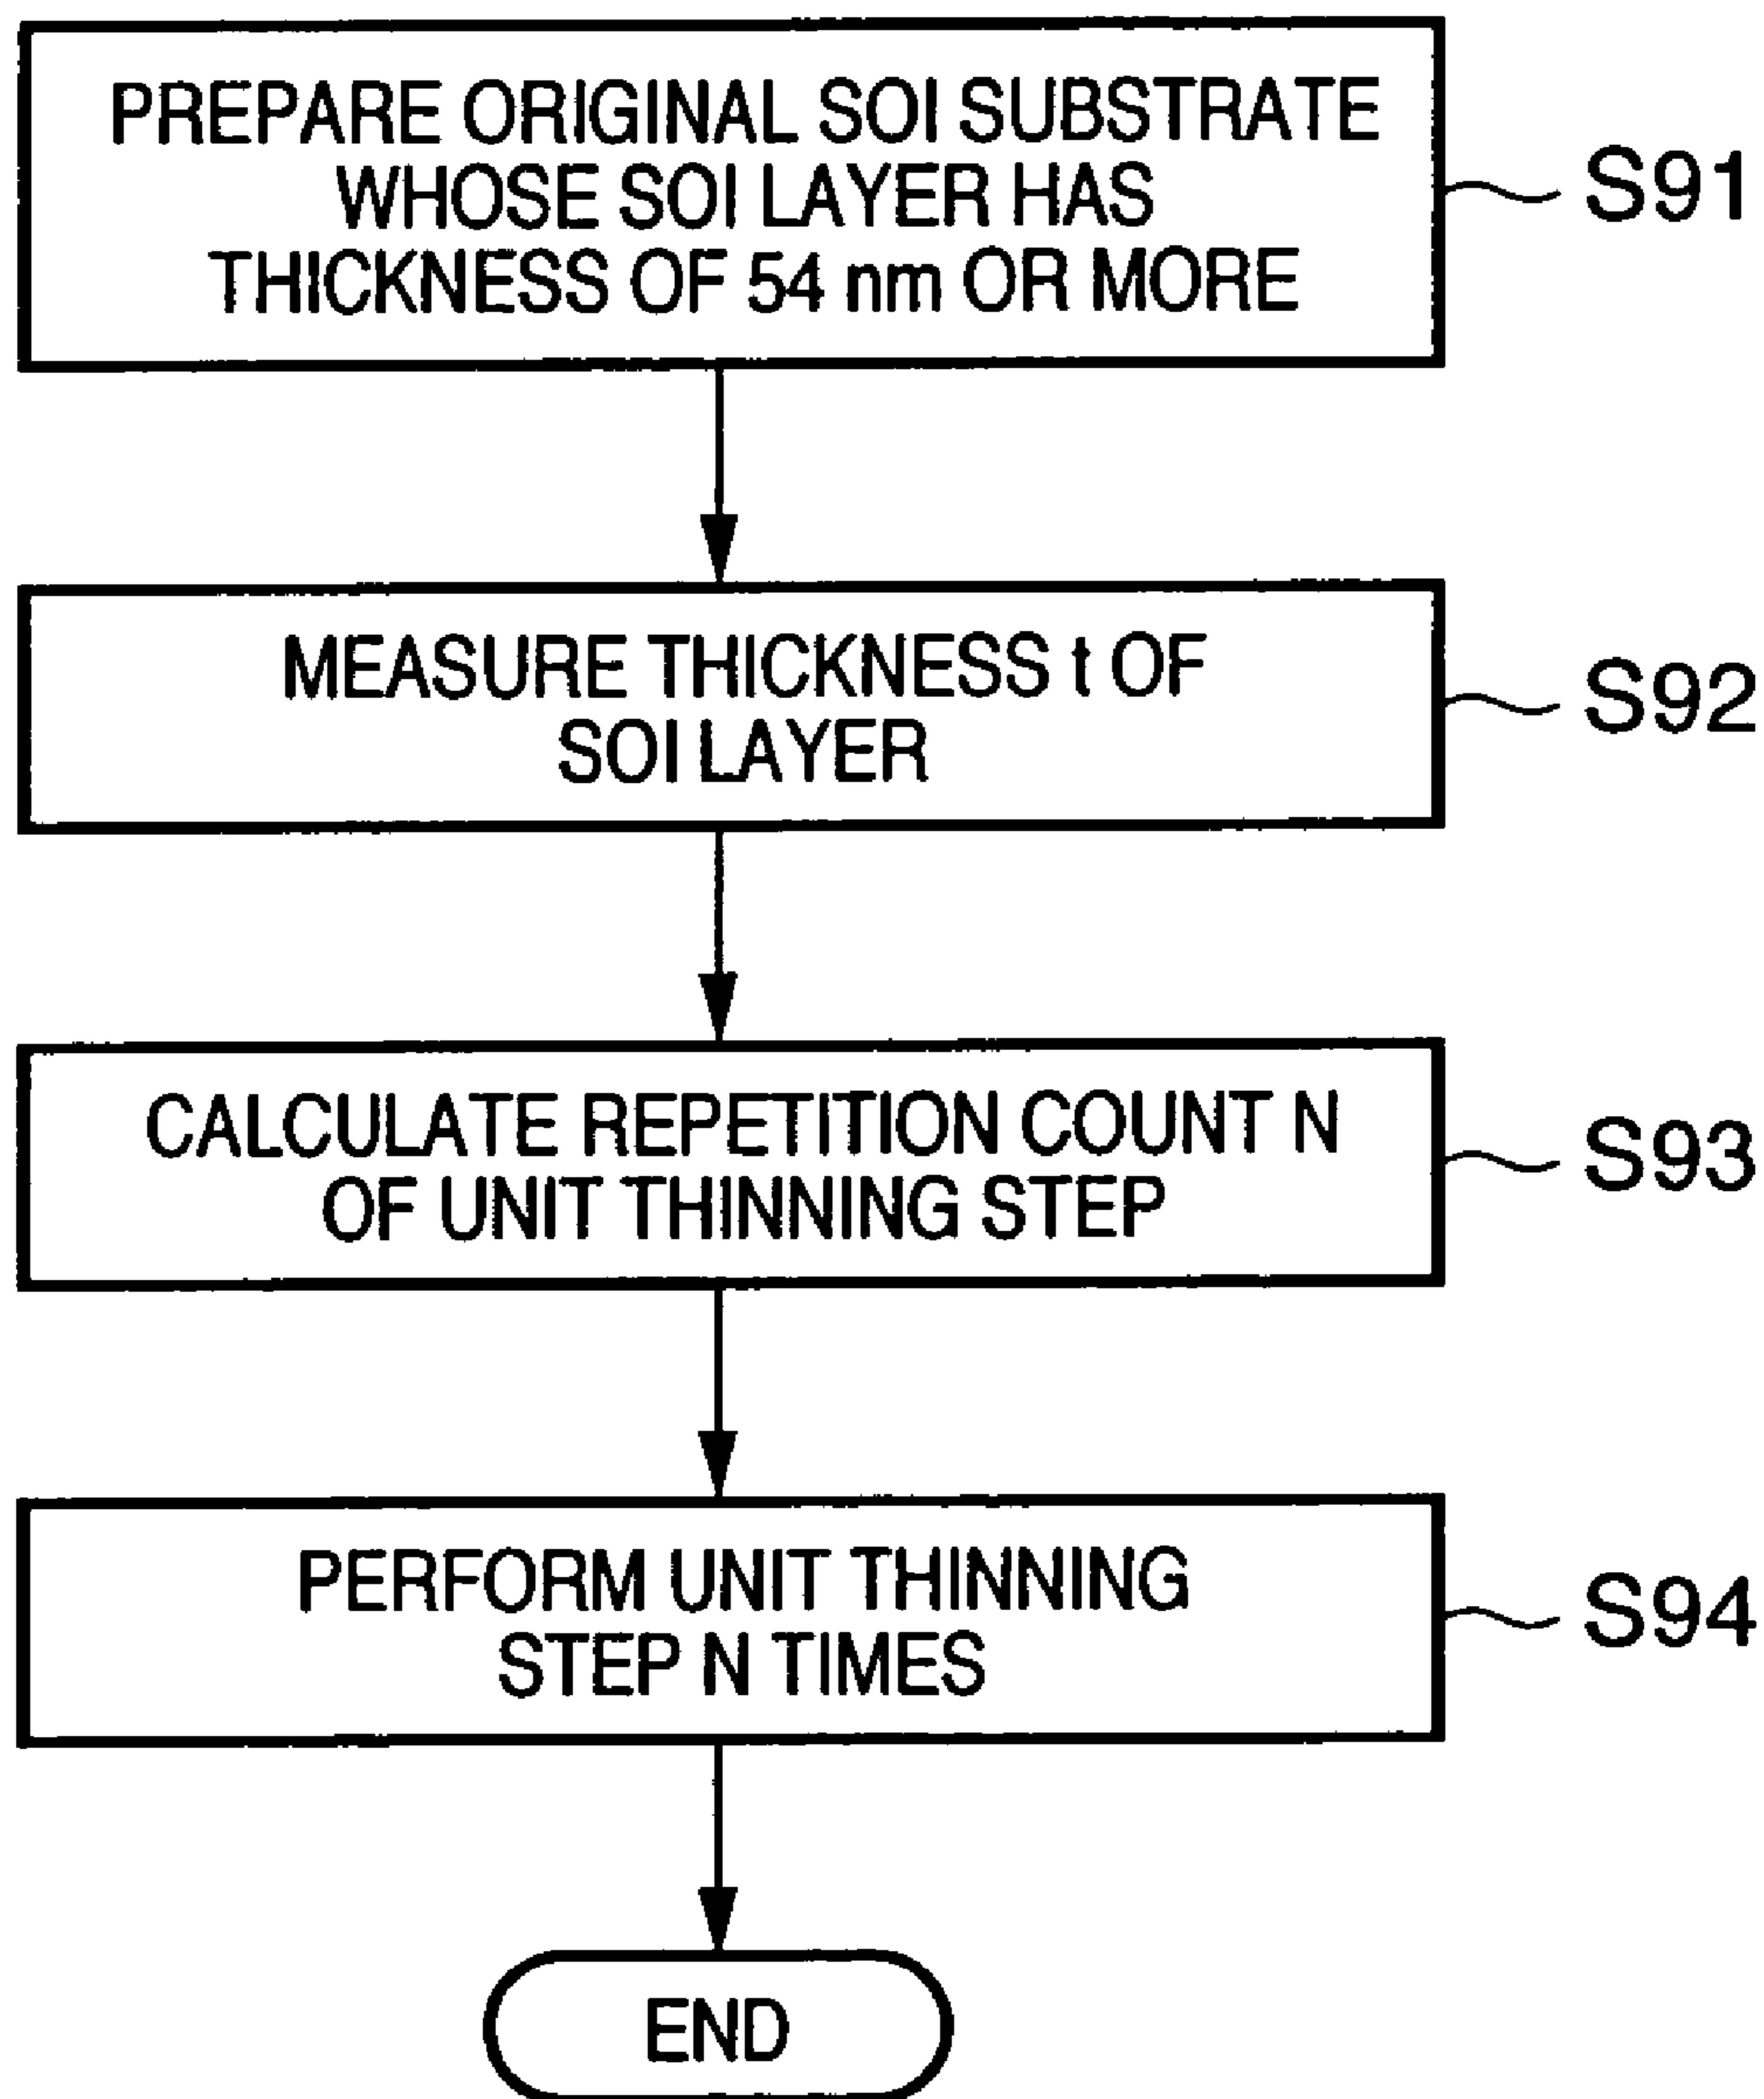 PREPARE ORIGINAL SOI SUBSTRATE
WHOSE SOI LAYER HAS
THICKNESS OF 54 nm OR MORE
S91
MEASURE THICKNESS t OF
SOI LAYER
S92
CALCULATE REPETITION COUNT N
OF UNIT THINNING STEP
S93
PERFORM UNIT THINNING
STEP N TIMES
S94
END